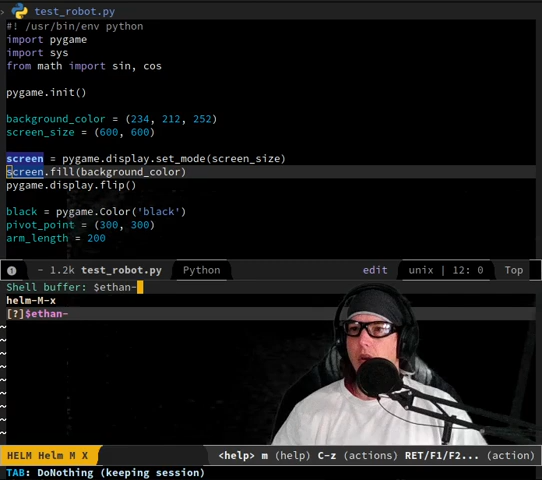 test_robot.py
#! /usr/bin/env python
import pygame
import sys
from math import sin, cos
pygame.init()
background_color = (234, 212, 252)
screen_size = (600, 600)
screen = pygame.display.set_mode(screen_size)
screen.fill(background_color)
pygame.display.flip()
black = pygame.Color('black')
pivot_point = (300, 300)
arm_length = 200
- 1.2k test_robot.py Python edit unix | 12: 0 Top
Shell buffer: $ethan-
helm-M-x
[?]$ethan-
~
~
~
~
~
~
~
~
~
HELM Helm M X <help> m (help) C-z (actions) RET/F1/F2... (action)
TAB: DoNothing (keeping session)